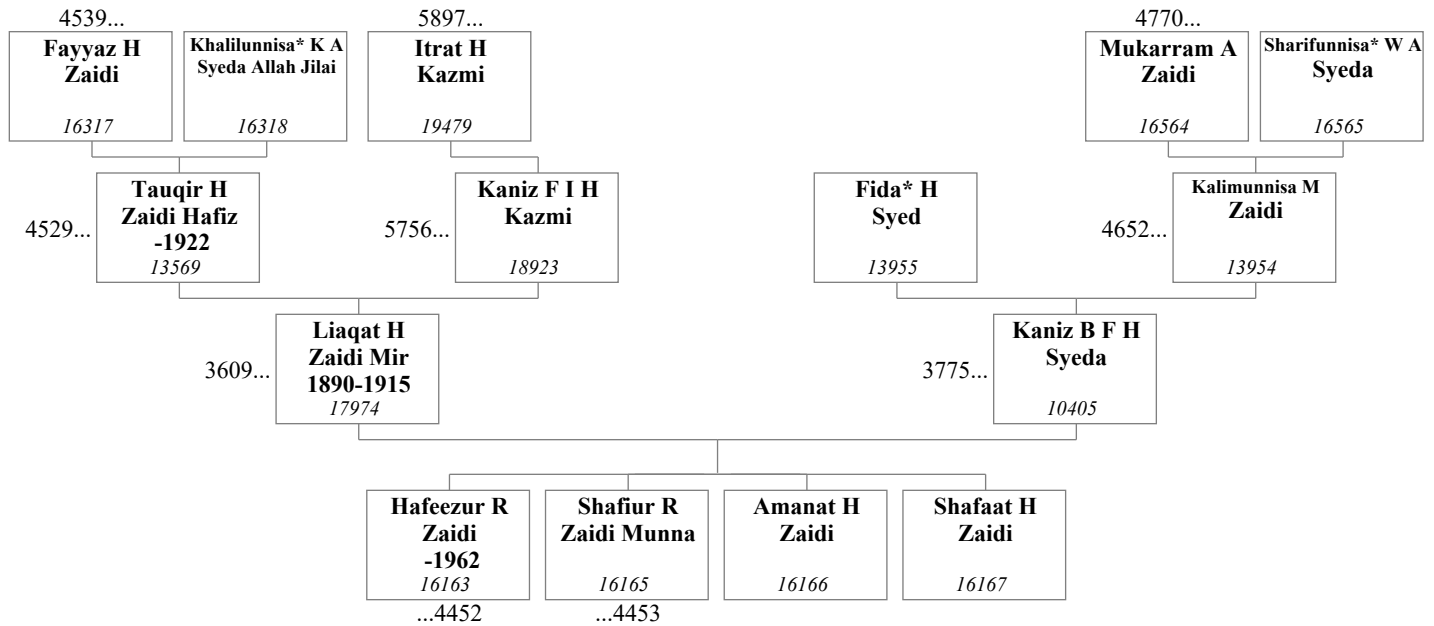 4539...
5897...
4770...
Fayyaz H
Zaidi
16317
Khalilunnisa* K A
Syeda Allah Jilai
16318
Itrat H
Kazmi
19479
Mukarram A
Zaidi
16564
Sharifunnisa* W A
Syeda
16565
4529...
Tauqir H
Zaidi Hafiz
-1922
13569
5756...
Kaniz F I H
Kazmi
18923
Fida* H
Syed
13955
4652...
Kalimunnisa M
Zaidi
13954
3609...
Liaqat H
Zaidi Mir
1890-1915
17974
3775...
Kaniz B F H
Syeda
10405
Hafeezur R
Zaidi
-1962
16163
Shafiur R
Zaidi Munna
16165
Amanat H
Zaidi
16166
Shafaat H
Zaidi
16167
...4452
...4453